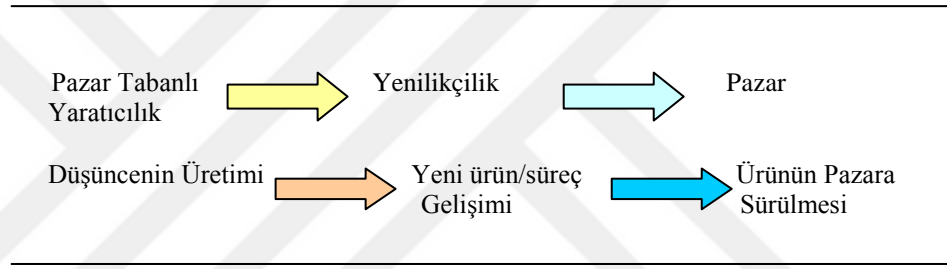 Pazar Tabanlı Yenilikçilik Pazar
Yaratıcılık
Düşüncenin Üretimi Yeni ürün/süreç Ürünün Pazara
Gelişimi Sürülmesi